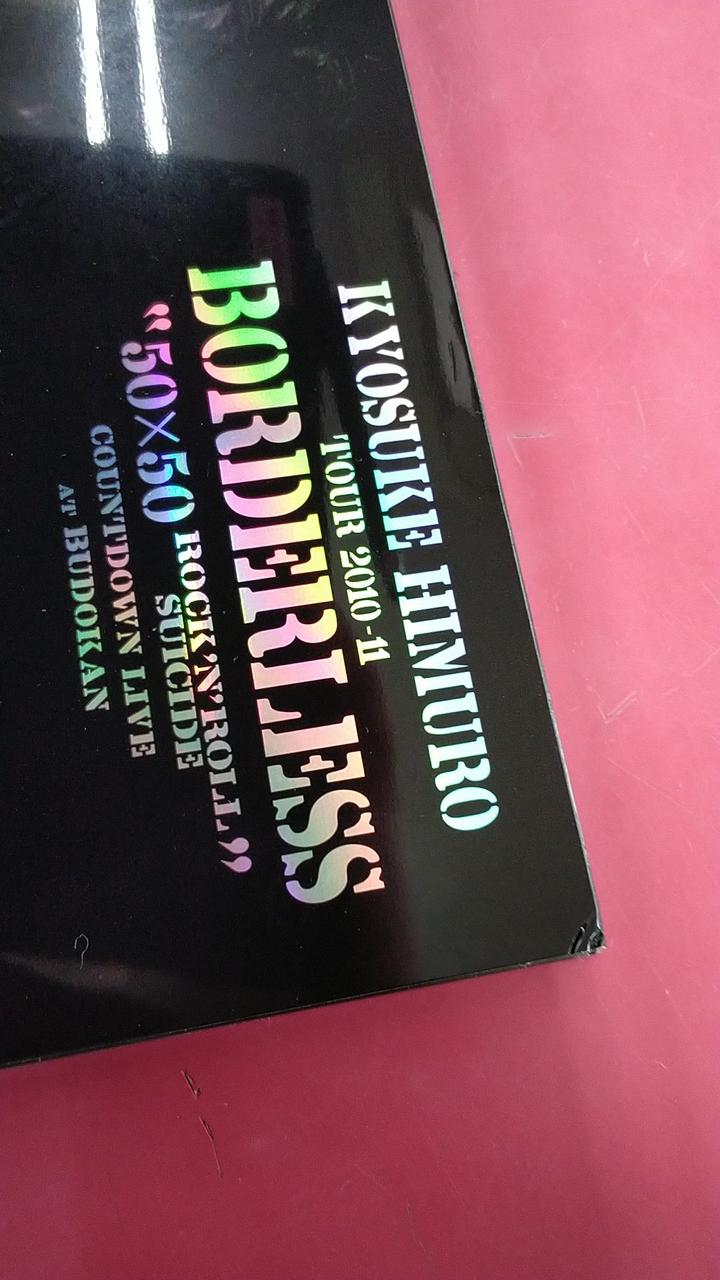 KYOSUKE HIMURO
TOUR 2010-11
BORDERLESS
“50×50 ROCK'N'ROLL
SUICIDE”
COUNTDOWN LIVE
AT BUDOKAN